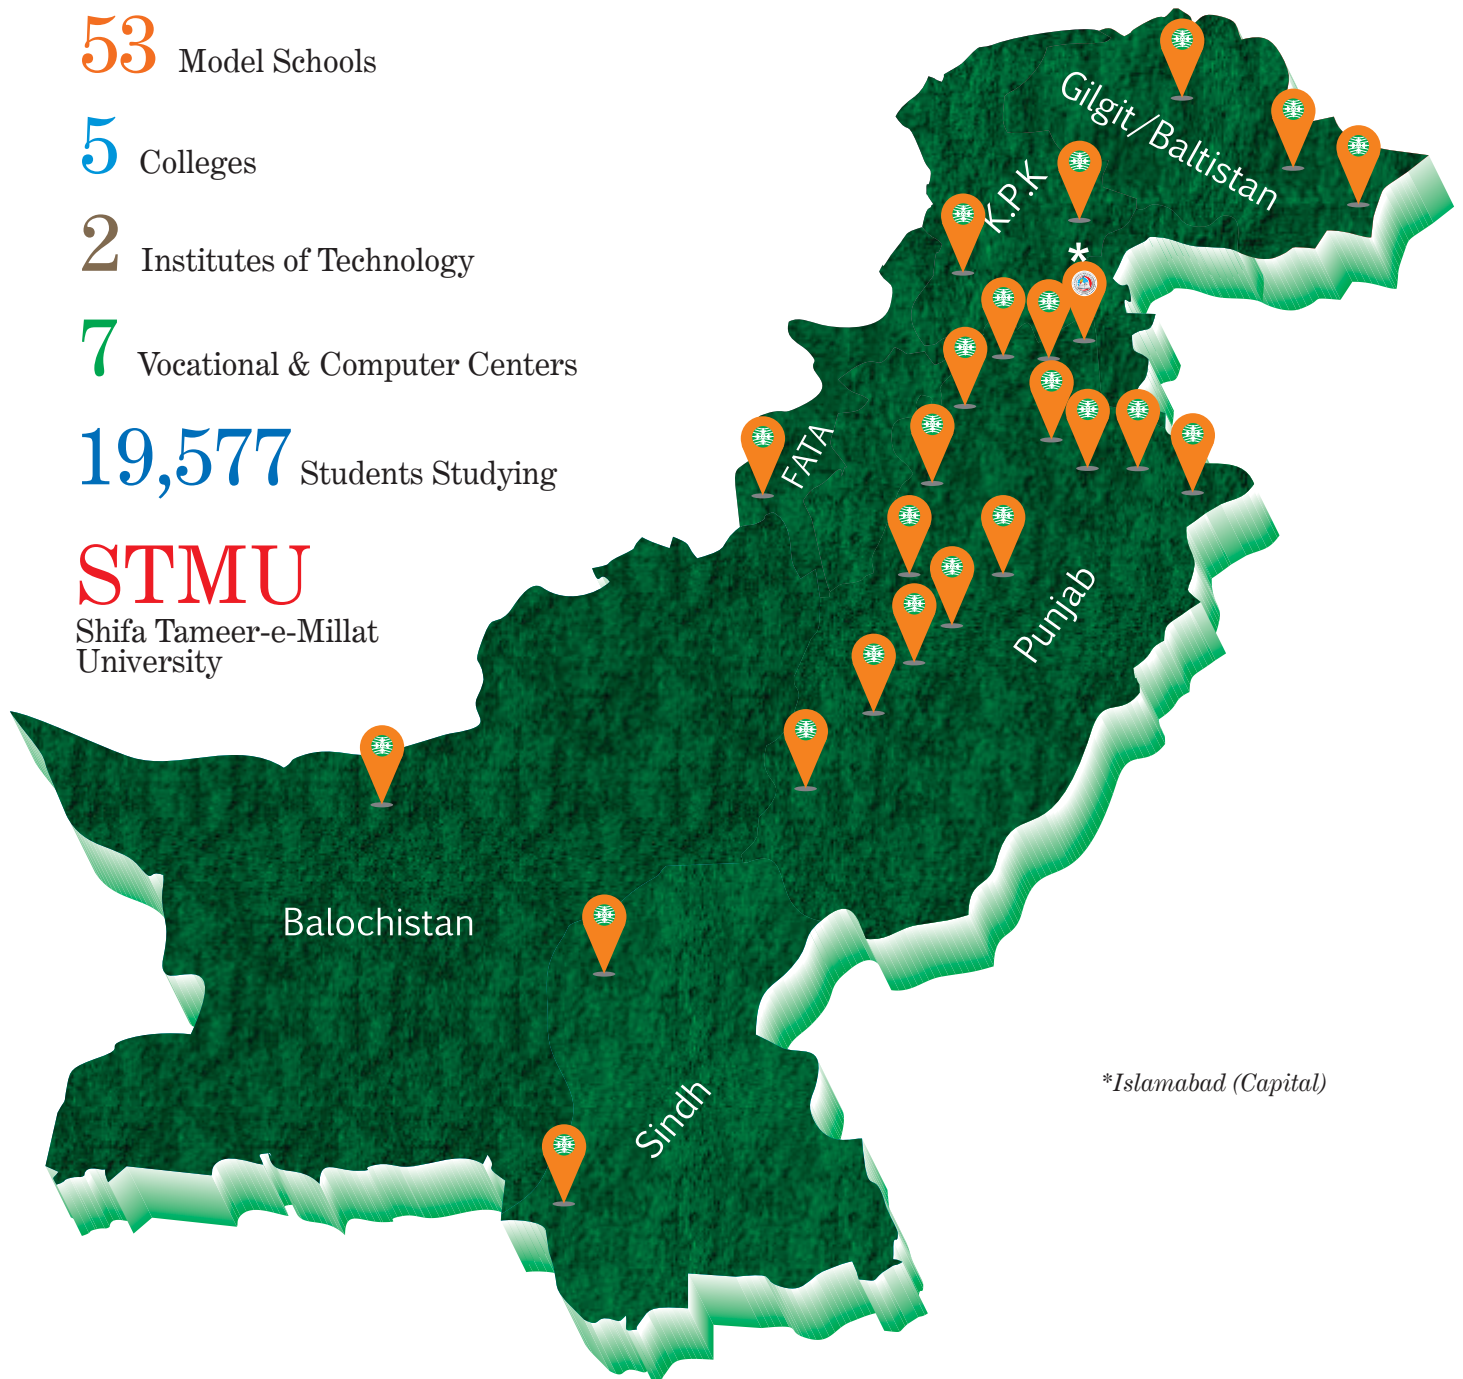 53 Model Schools
5 Colleges
2 Institutes of Technology
7 Vocational & Computer Centers
19,577 Students Studying
STMU
Shifa Tameer-e-Millat
University
Gilgit/Baltistan
K.P.K
*
FATA
Punjab
Balochistan
Sindh
*Islamabad (Capital)